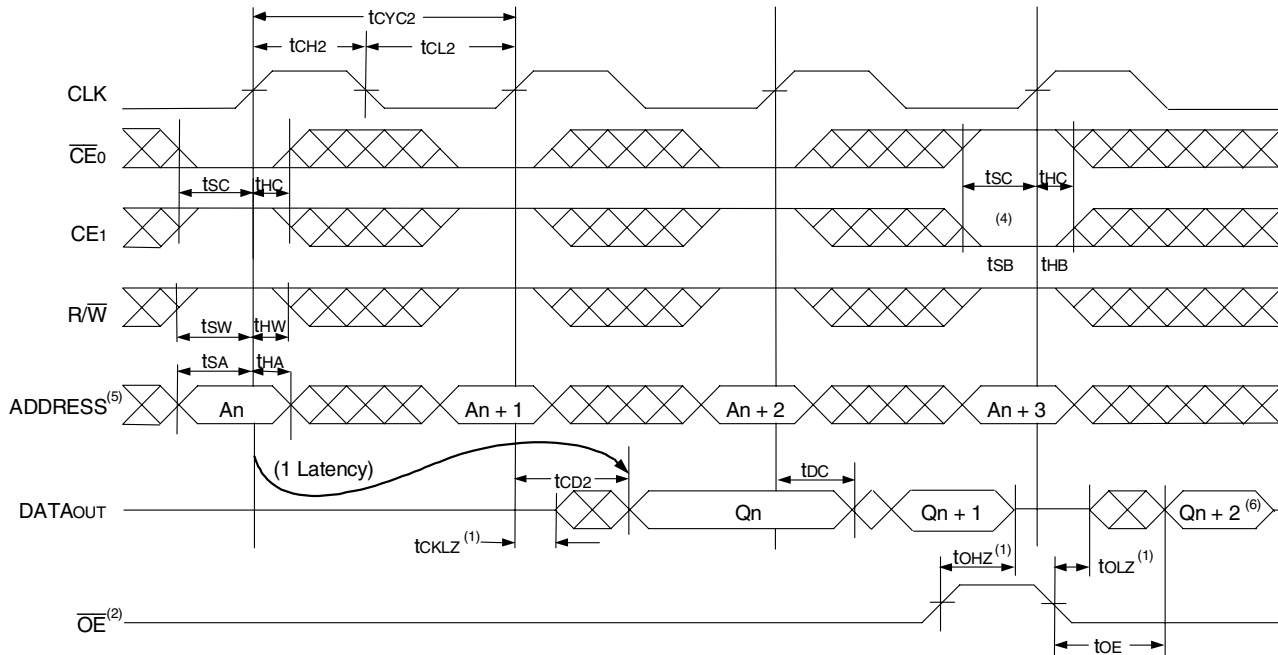 tCYC2
tCH2 tCL2
CLK
CE0
tSC tHC tSC tHC
CE1 (4)
tSB tHB
R/W
tSW tHW
tSA tHA
ADDRESS(5) An An + 1 An + 2 An + 3
(1 Latency) tCD2 tDC
DATAOUT Qn Qn + 1 Qn + 2 (6)
tCKLZ (1)
tOHZ (1) tOLZ (1)
OE (2)
tOE